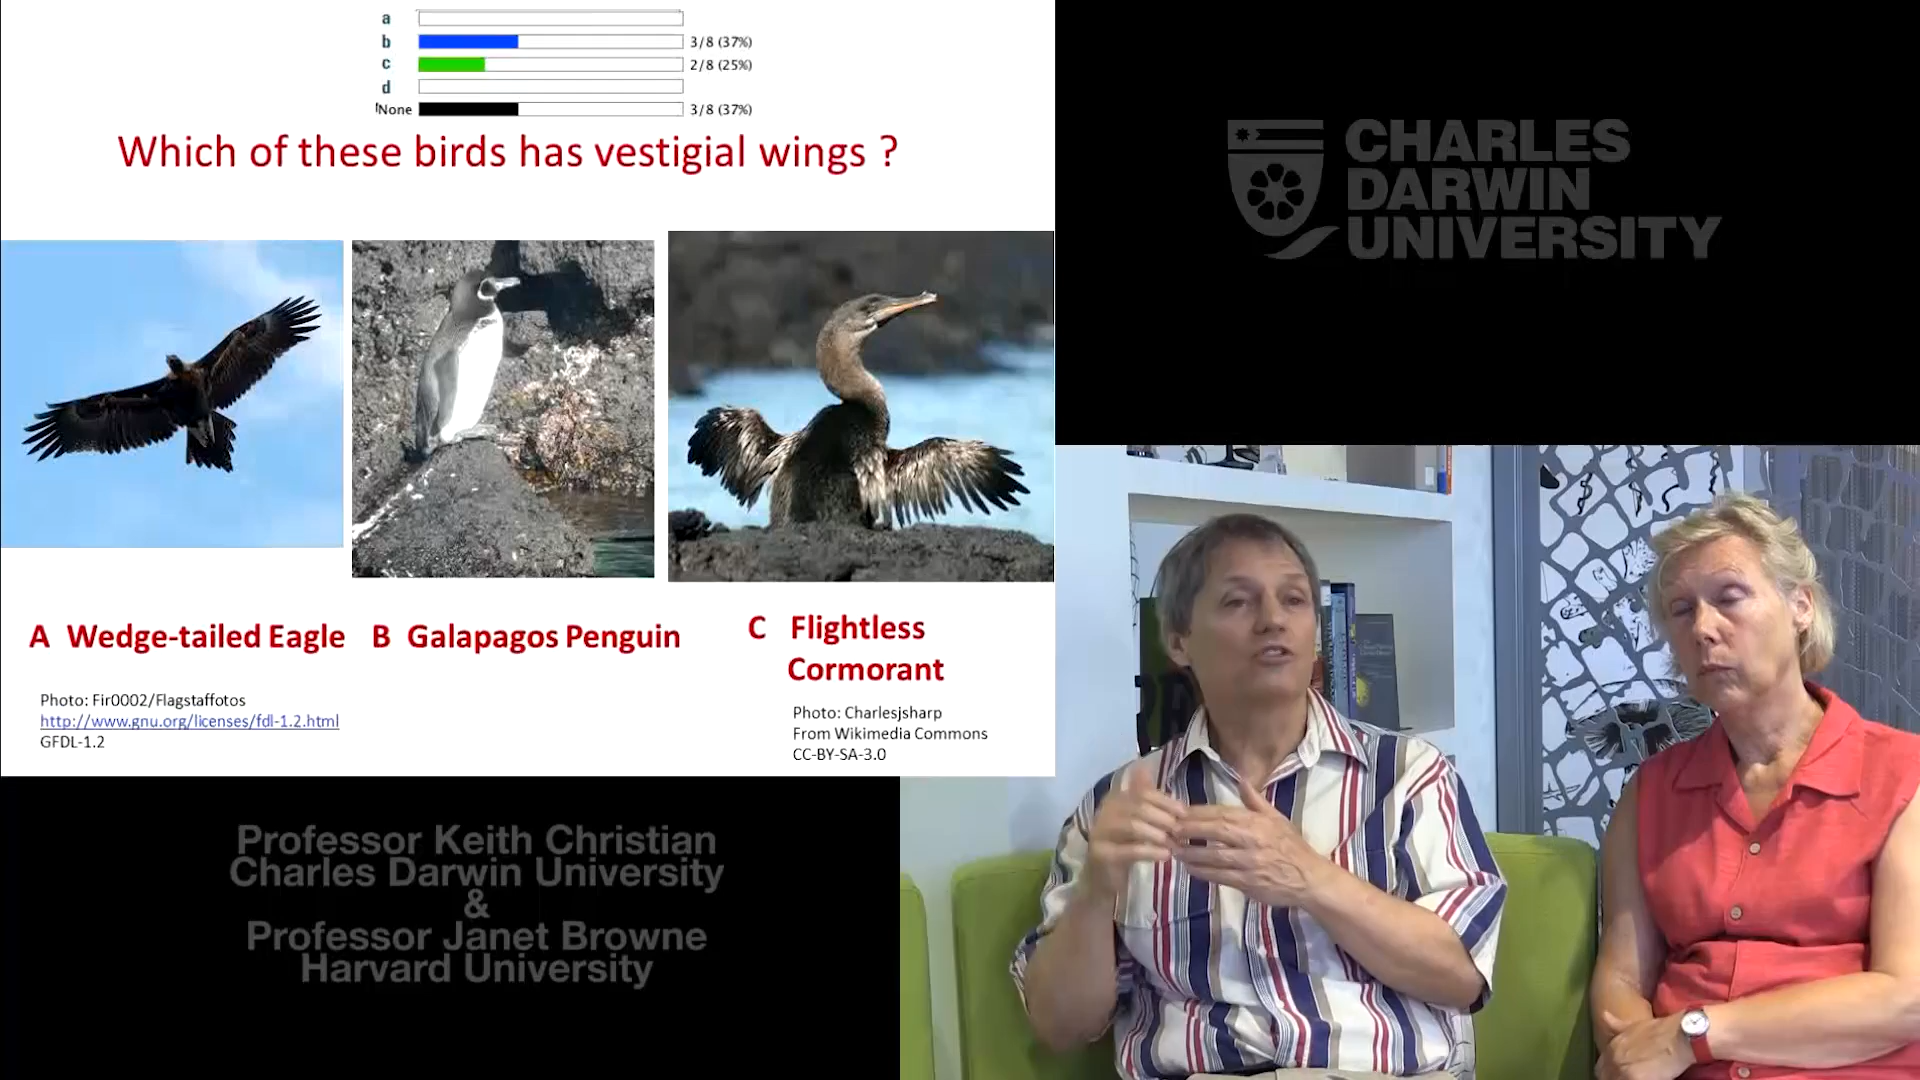 a
b 3/8 (37%)
c 2/8 (25%)
d
None 3/8 (37%)
Which of these birds has vestigial wings ?
A Wedge-tailed Eagle
B Galapagos Penguin
C Flightless
Cormorant
Photo: Fir0002/Flagstaffotos
http://www.gnu.org/licenses/fdl-1.2.html
GFDL-1.2
Photo: Charlesjsharp
From Wikimedia Commons
CC-BY-SA-3.0
CHARLES
DARWIN
UNIVERSITY
Professor Keith Christian
Charles Darwin University
&
Professor Janet Browne
Harvard University